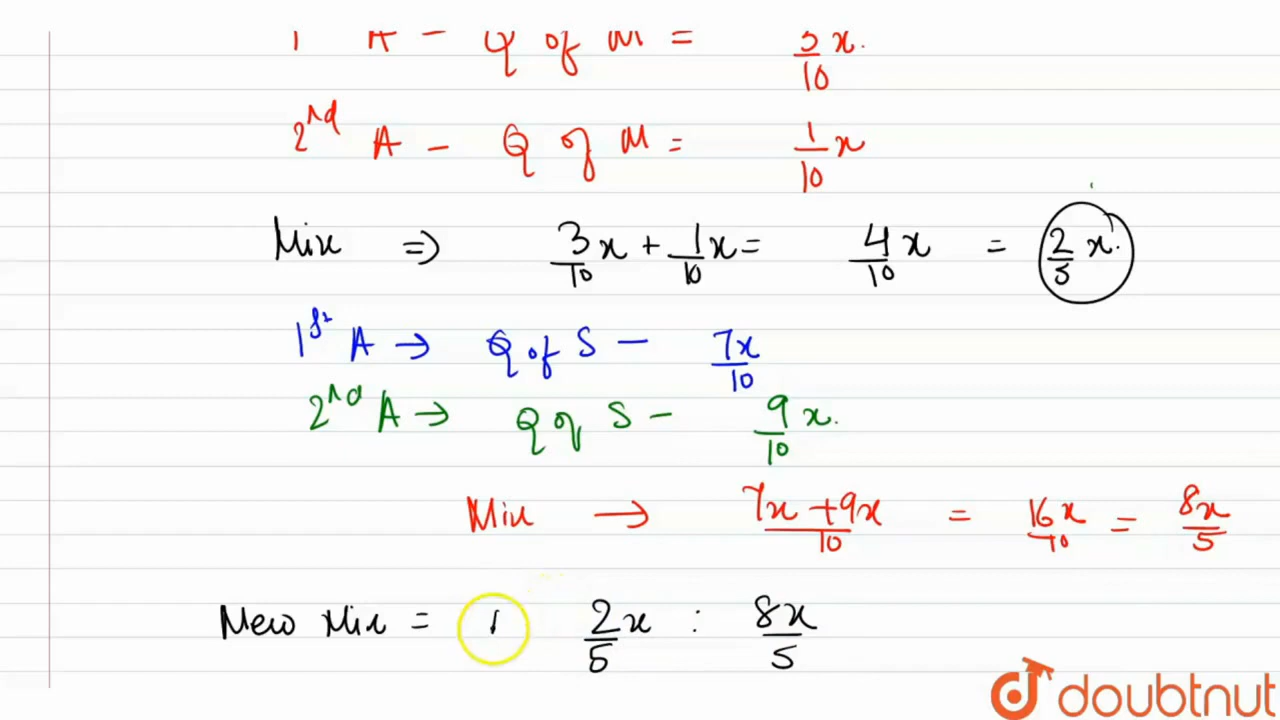 1 A - Q of M = 3/10 x.
2nd A - Q of M = 1/10 x
Mix => 3/10 x + 1/10 x = 4/10 x = 2/5 x.
1st A → Q of S - 7x/10
2nd A → Q of S - 9/10 x.
Mix → 7x + 9x/10 = 16x/10 = 8x/5
New Mix = 1 2x/5 : 8x/5
doubtnut